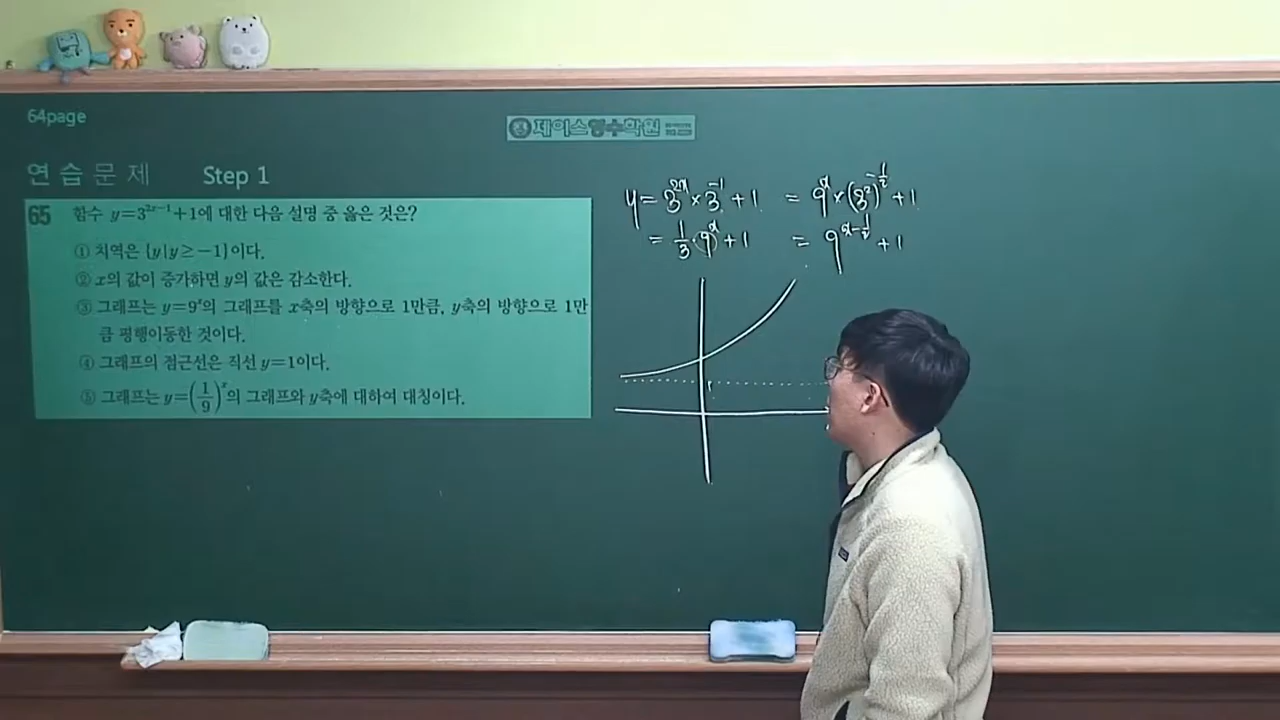 64page
제이스영수학원
연습문제 Step 1
65 함수 y=3^{2x-1}+1에 대한 다음 설명 중 옳은 것은?
① 치역은 {y|y≥-1}이다.
② x의 값이 증가하면 y의 값은 감소한다.
③ 그래프는 y=9^x의 그래프를 x축의 방향으로 1만큼, y축의 방향으로 1만
큼 평행이동한 것이다.
④ 그래프의 점근선은 직선 y=1이다.
⑤ 그래프는 y=(1/9)^x의 그래프와 y축에 대하여 대칭이다.
y=3^{2x}×3^{-1}+1 = 9^x×(3^2)^{-1/2}+1
= 1/3·(9)^x+1 = 9^{x-1/2}+1